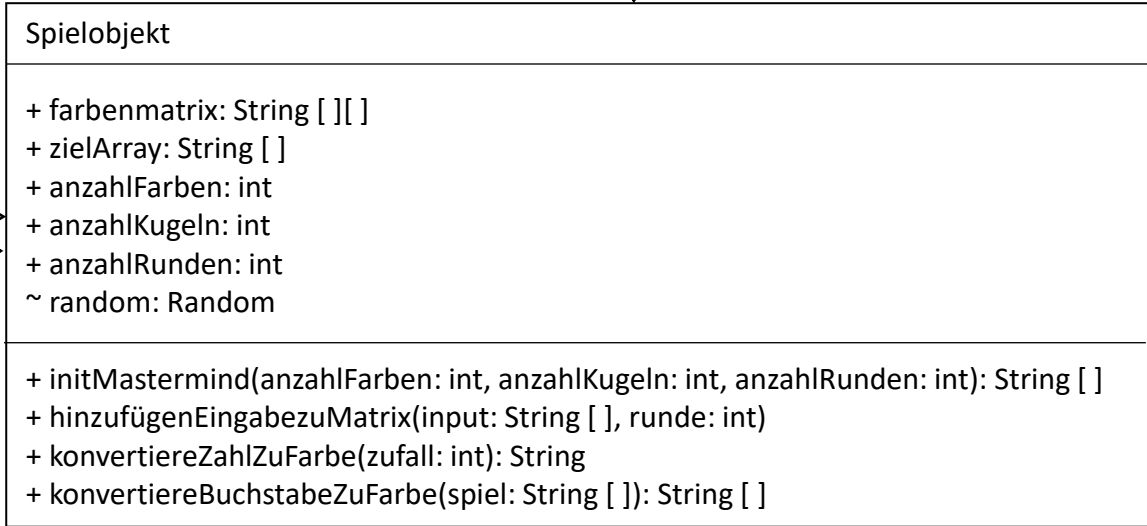 Spielobjekt
+ farbenmatrix: String [ ][ ]
+ zielArray: String [ ]
+ anzahlFarben: int
+ anzahlKugeln: int
+ anzahlRunden: int
~ random: Random
+ initMastermind(anzahlFarben: int, anzahlKugeln: int, anzahlRunden: int): String [ ]
+ hinzufügenEingabezuMatrix(input: String [ ], runde: int)
+ konvertiereZahlZuFarbe(zufall: int): String
+ konvertiereBuchstabeZuFarbe(spiel: String [ ]): String [ ]